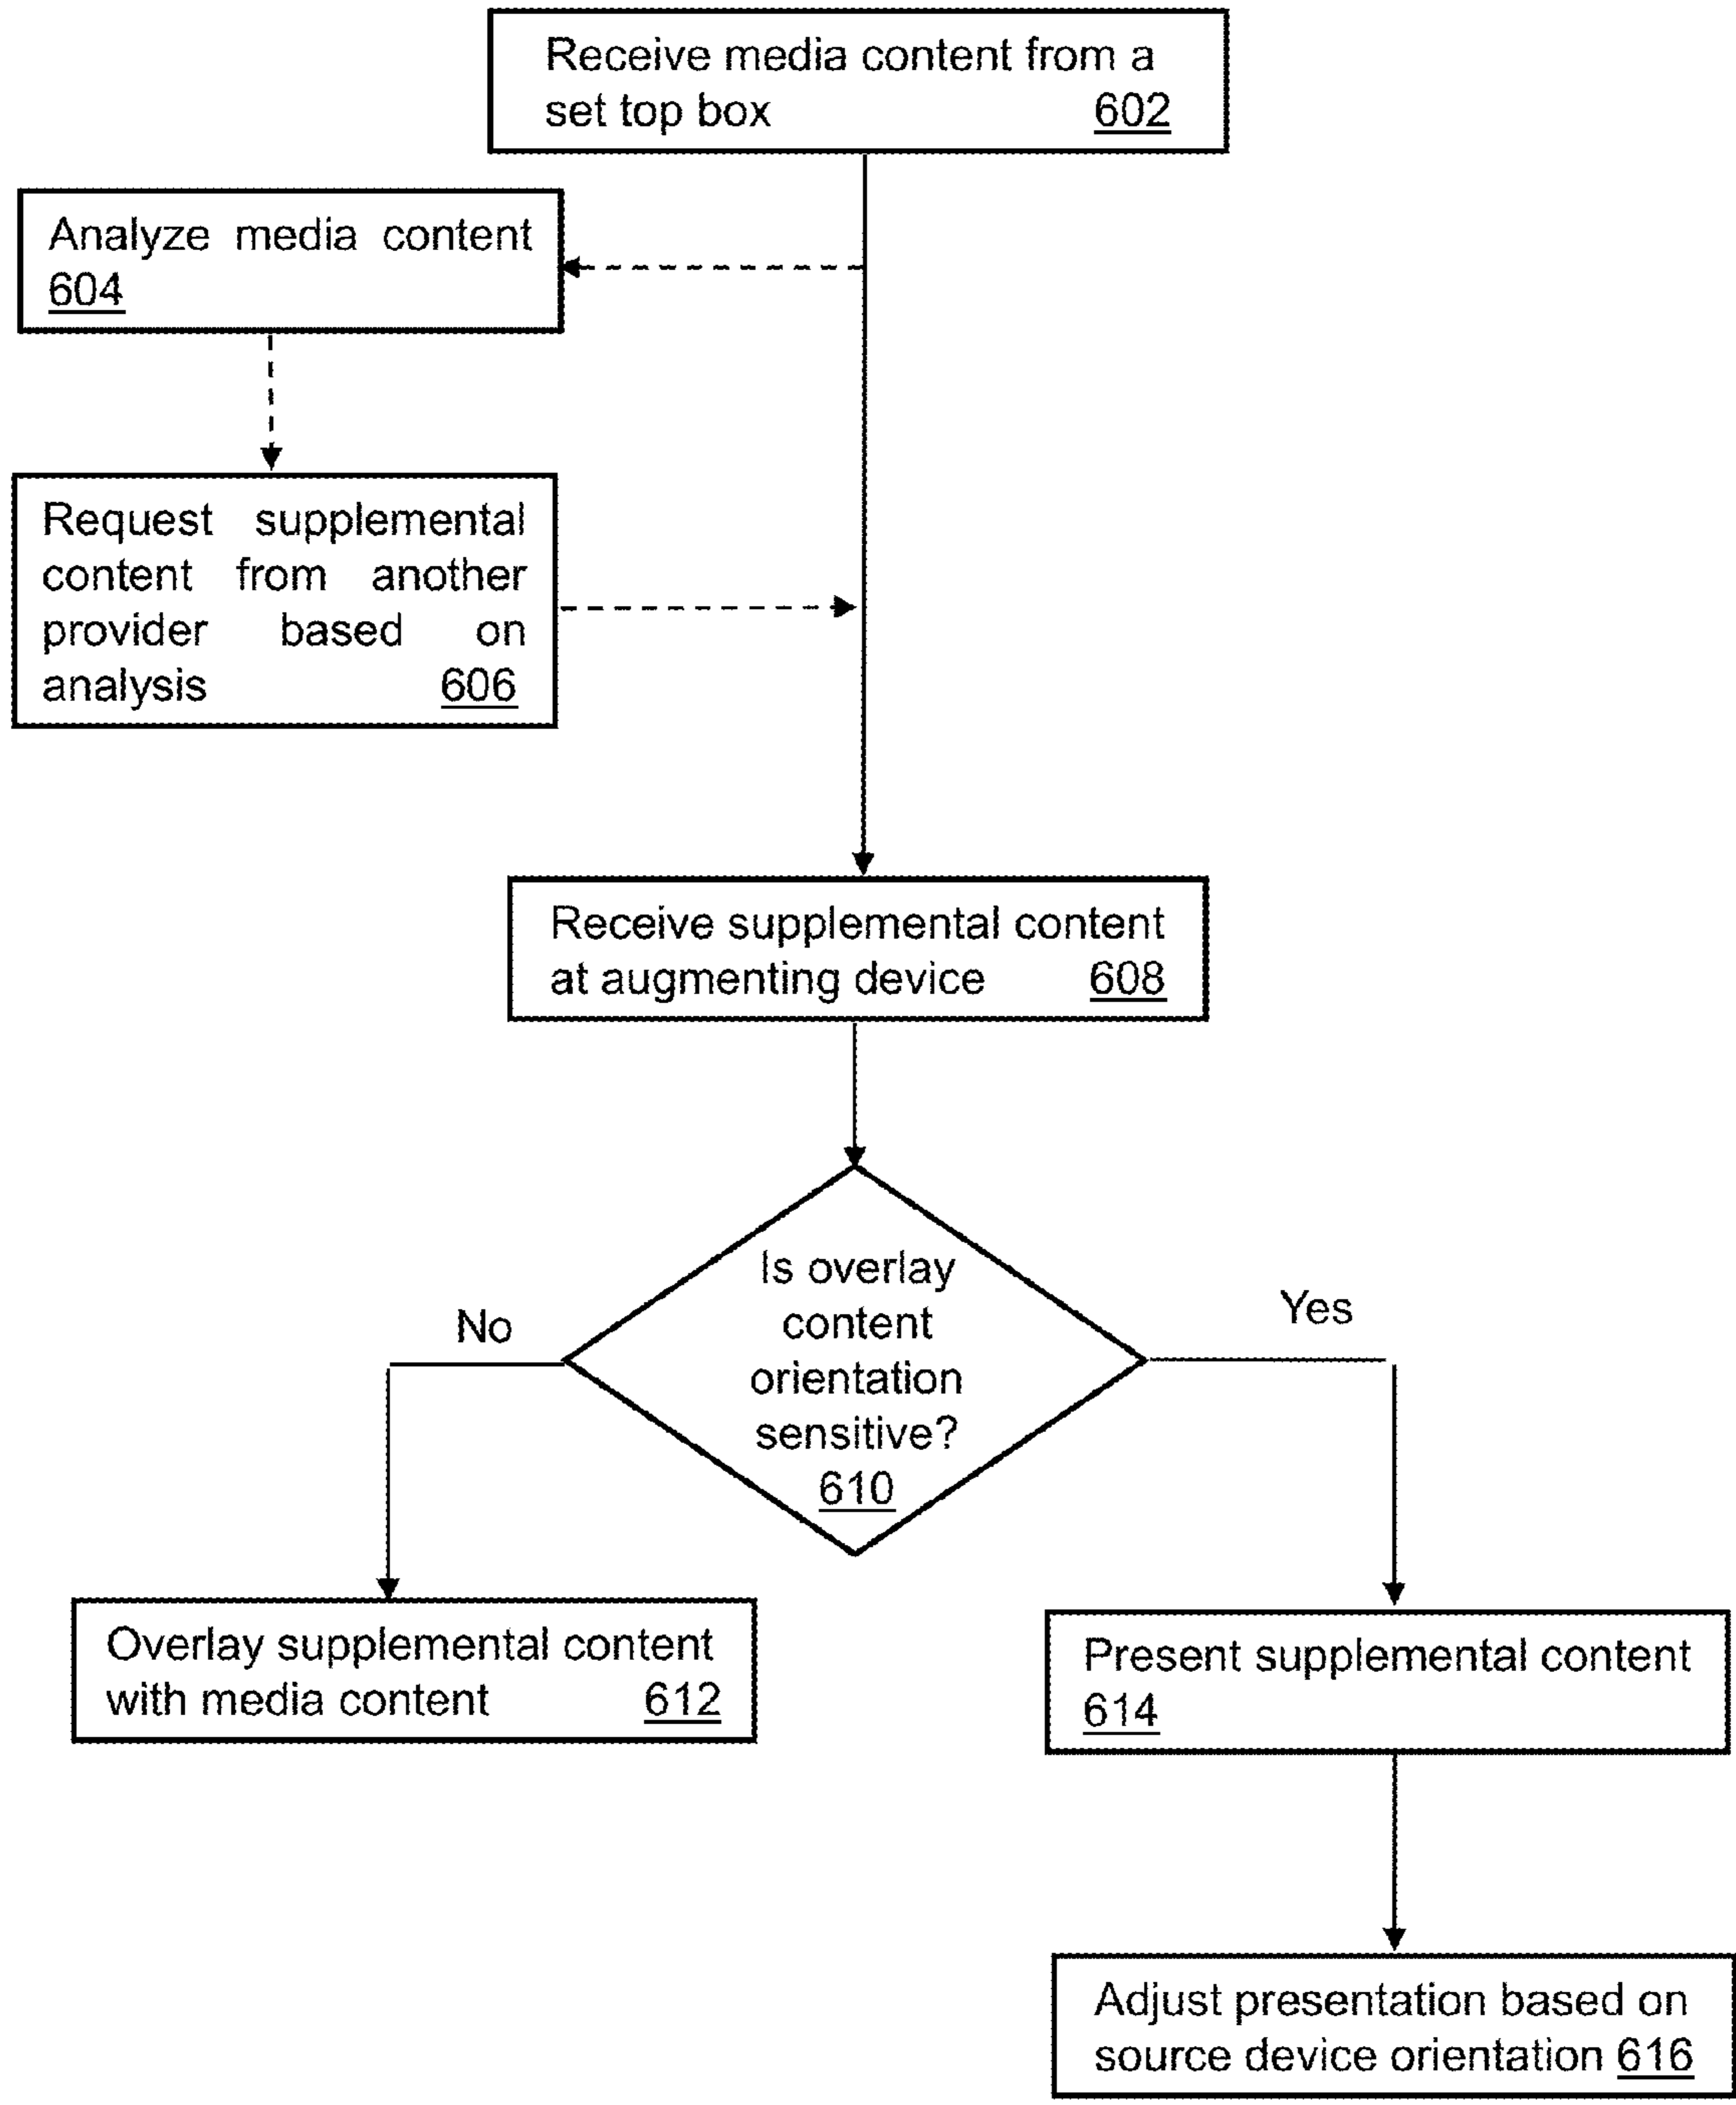 Receive media content from a
set top box 602
Analyze media content
604
Request supplemental
content from another
provider based on
analysis 606
Receive supplemental content
at augmenting device 608
Is overlay
content
orientation
sensitive?
610
No
Yes
Overlay supplemental content
with media content 612
Present supplemental content
614
Adjust presentation based on
source device orientation 616